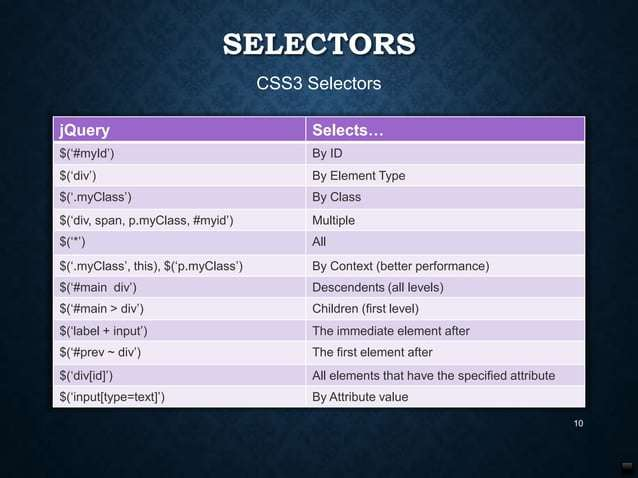 SELECTORS
CSS3 Selectors
jQuery Selects…
$(‘#myId’) By ID
$(‘div’) By Element Type
$(‘.myClass’) By Class
$(‘div, span, p.myClass, #myid’) Multiple
$(‘*’) All
$(‘.myClass’, this), $(‘p.myClass’) By Context (better performance)
$(‘#main  div’) Descendents (all levels)
$(‘#main > div’) Children (first level)
$(‘label + input’) The immediate element after
$(‘#prev ~ div’) The first element after
$(‘div[id]’) All elements that have the specified attribute
$(‘input[type=text]’) By Attribute value
10